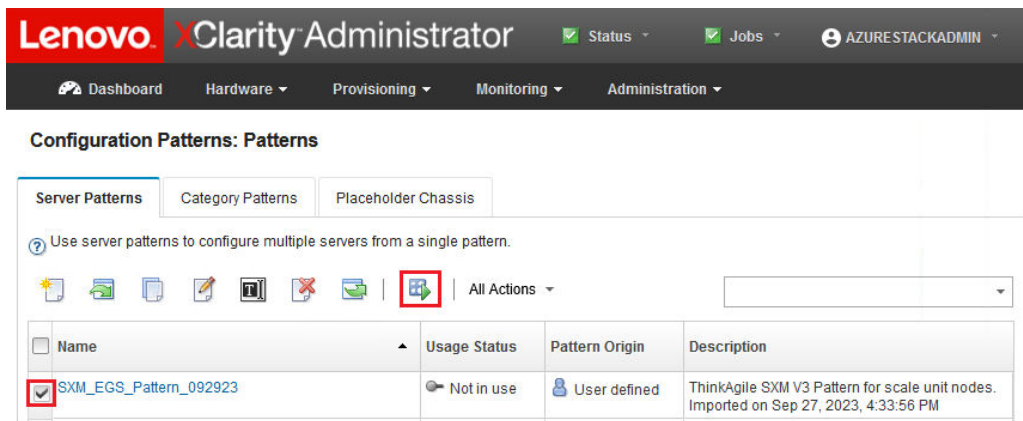 Lenovo. XClarity Administrator Status Jobs AZURESTACKADMIN
Dashboard Hardware Provisioning Monitoring Administration
Configuration Patterns: Patterns
Server Patterns Category Patterns Placeholder Chassis
? Use server patterns to configure multiple servers from a single pattern.
T All Actions
Name Usage Status Pattern Origin Description
SXM_EGS_Pattern_092923 Not in use User defined ThinkAgile SXM V3 Pattern for scale unit nodes.
Imported on Sep 27, 2023, 4:33:56 PM